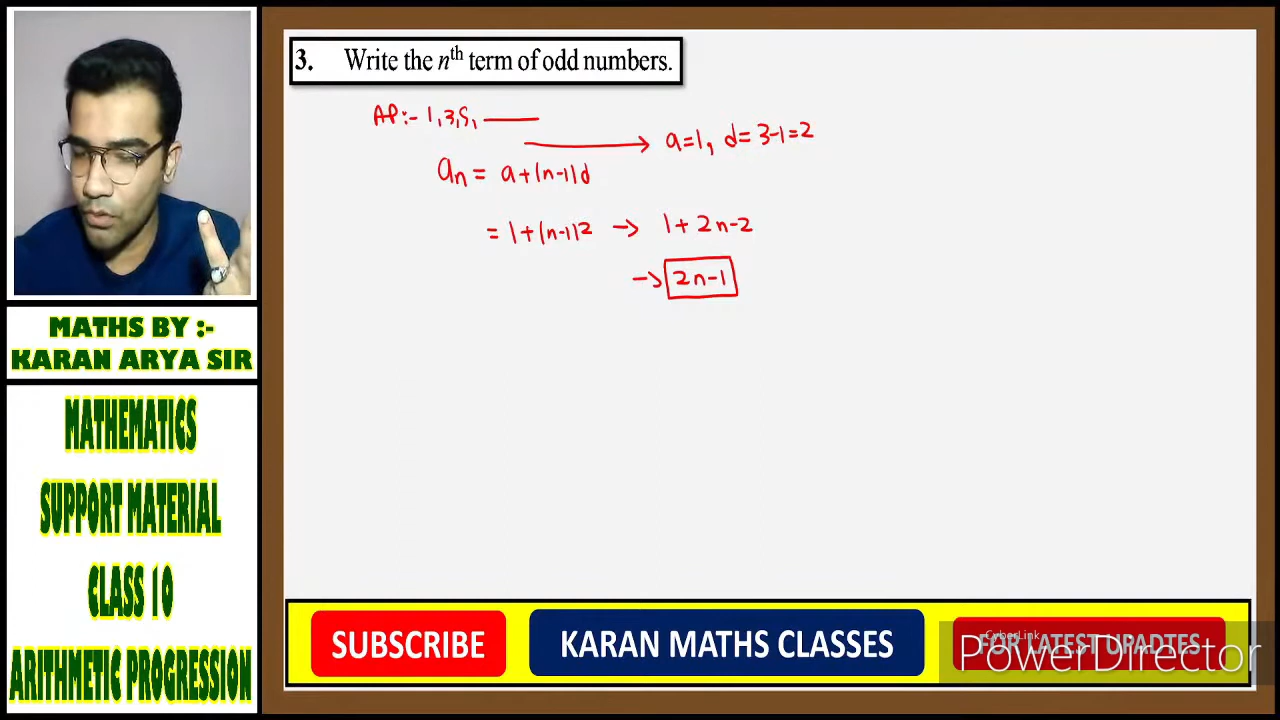 3. Write the nth term of odd numbers.
AP:- 1,3,5,
a=1, d=3-1=2
an = a+(n-1)d
= 1+(n-1)2 → 1+2n-2
→ 2n-1
MATHS BY :-
KARAN ARYA SIR
MATHEMATICS
SUPPORT MATERIAL
CLASS 10
ARITHMETIC PROGRESSION
SUBSCRIBE
KARAN MATHS CLASSES
FOR LATEST UPADTES
CyberLink
PowerDirector